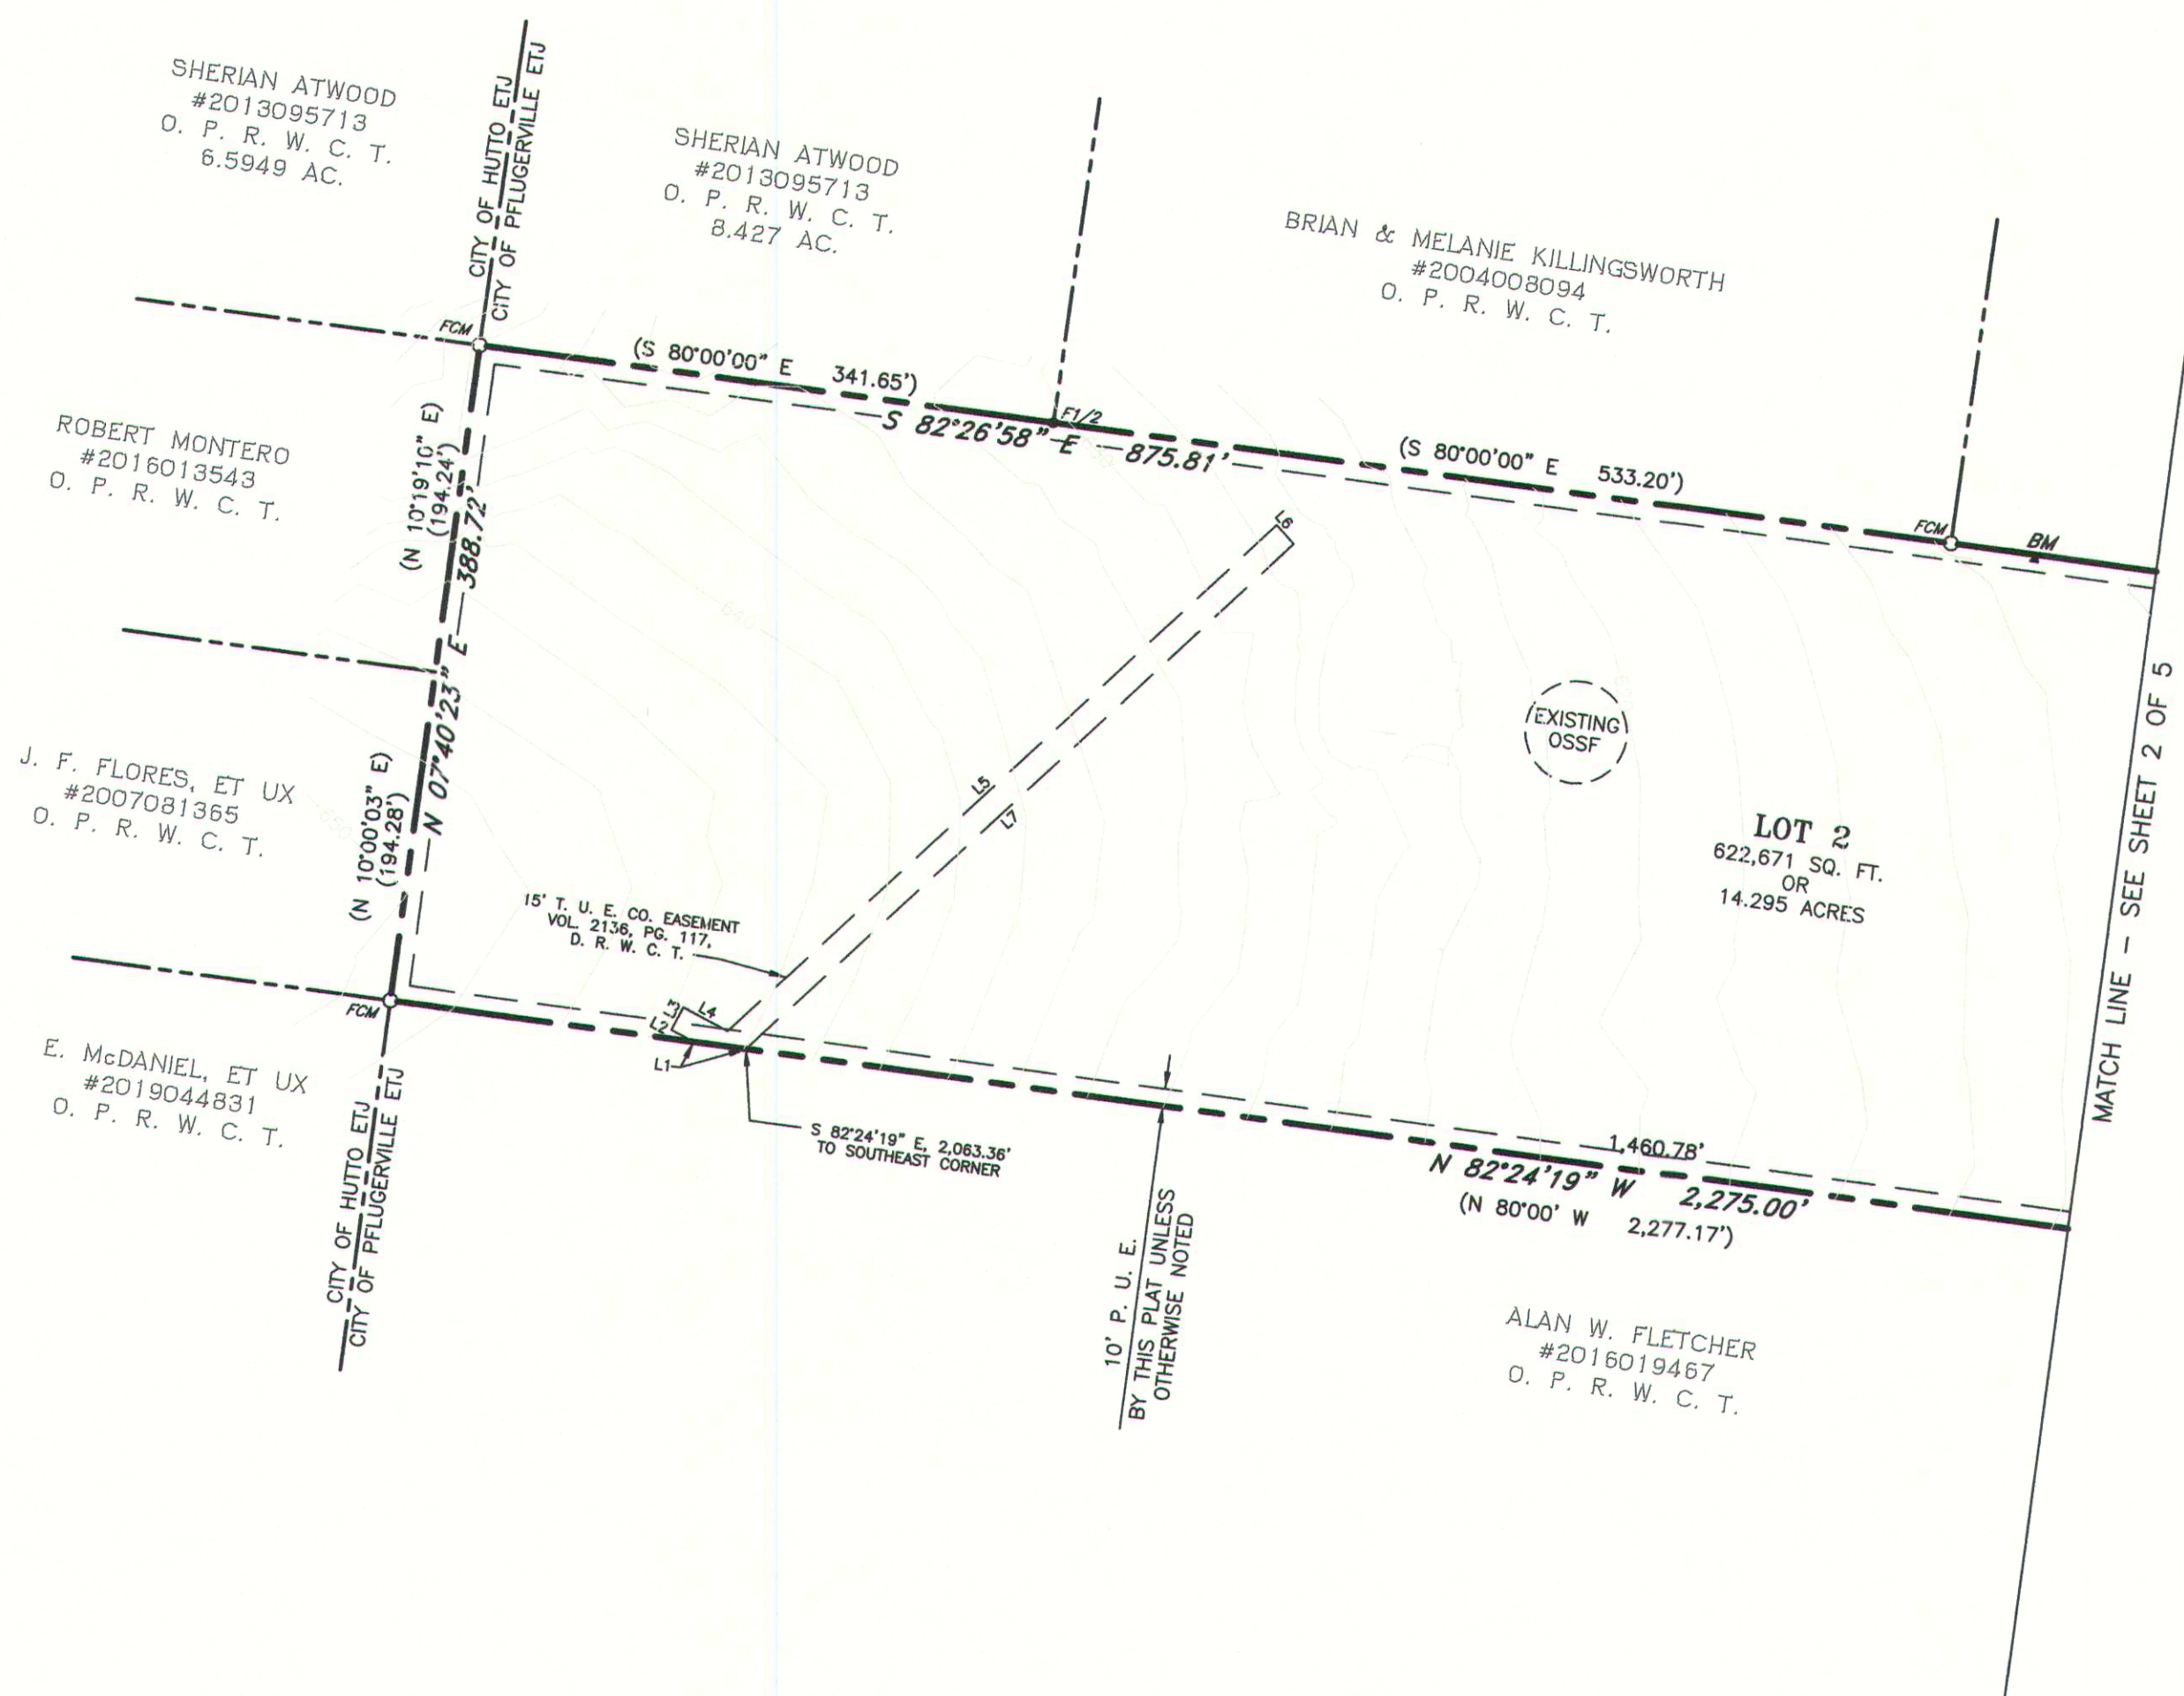 SHERIAN ATWOOD
#2013095713
O. P. R. W. C. T.
6.5949 AC.
CITY OF HUTTO ETJ
CITY OF PFLUGERVILLE ETJ
SHERIAN ATWOOD
#2013095713
O. P. R. W. C. T.
8.427 AC.
BRIAN & MELANIE KILLINGSWORTH
#2004008094
O. P. R. W. C. T.
FCM
(S 80°00'00" E 341.65')
F1/2
S 82°26'58" E 875.81'
(S 80°00'00" E 533.20')
FCM
BM
ROBERT MONTERO
#2016013543
O. P. R. W. C. T.
(N 10°19'10" E)
(194.24')
N 07°40'23" E 388.72'
L6
640
EXISTING
OSSF
MATCH LINE - SEE SHEET 2 OF 5
J. F. FLORES, ET UX
#2007081365
O. P. R. W. C. T.
650
(N 10°00'03" E)
(194.28')
L5
L7
LOT 2
622,671 SQ. FT.
OR
14.295 ACRES
15' T. U. E. CO. EASEMENT
VOL. 2136, PG. 117,
D. R. W. C. T.
FCM
L3
L4
L2
L1
E. McDANIEL, ET UX
#2019044831
O. P. R. W. C. T.
CITY OF HUTTO ETJ
CITY OF PFLUGERVILLE ETJ
S 82°24'19" E, 2,063.36'
TO SOUTHEAST CORNER
1,460.78'
N 82°24'19" W 2,275.00'
(N 80°00' W 2,277.17')
10' P. U. E.
BY THIS PLAT UNLESS
OTHERWISE NOTED
ALAN W. FLETCHER
#2016019467
O. P. R. W. C. T.